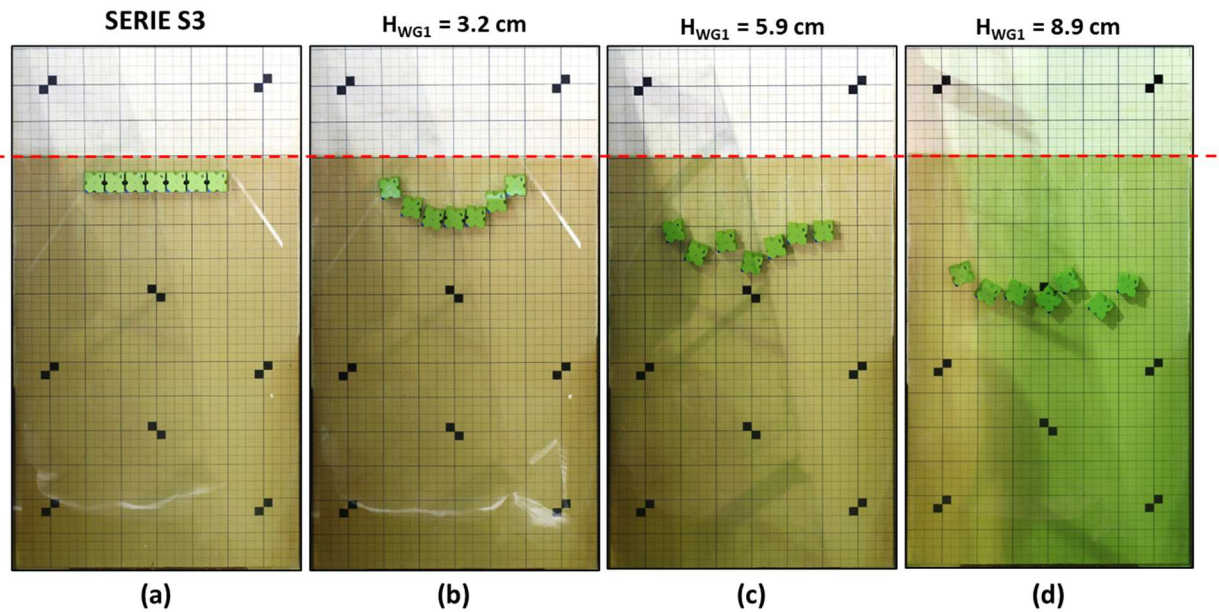 SERIE S3
H_WG1 = 3.2 cm
H_WG1 = 5.9 cm
H_WG1 = 8.9 cm
(a)
(b)
(c)
(d)